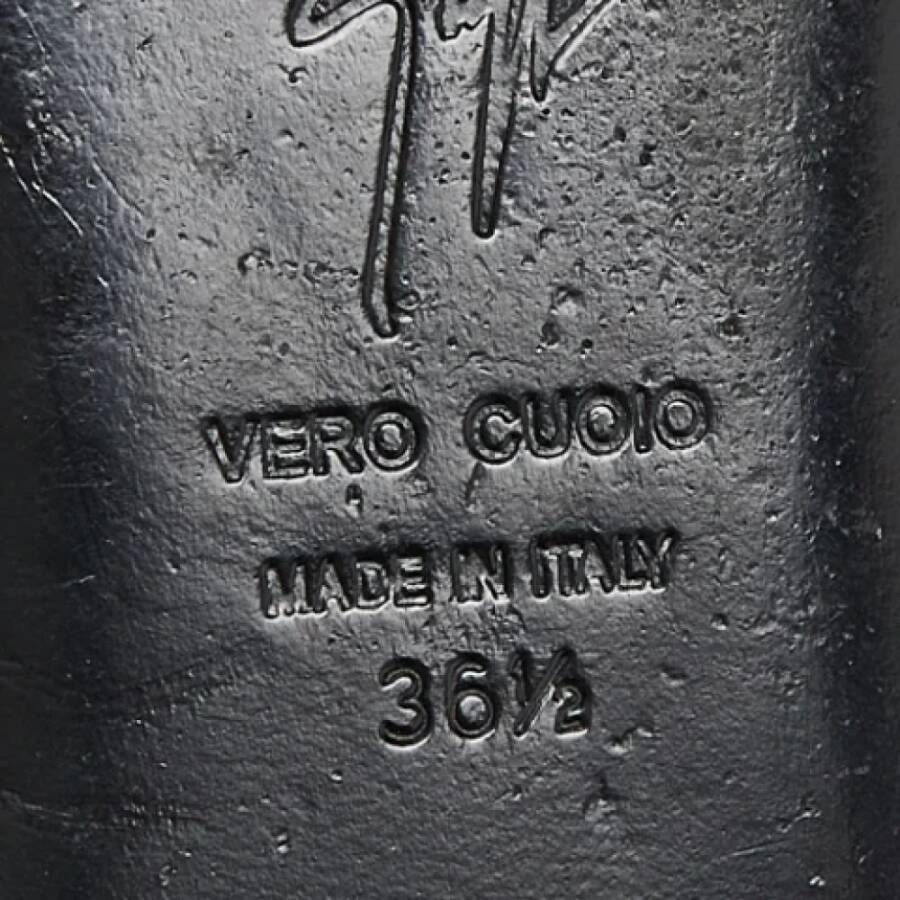 VERO CUOIO
MADE IN ITALY
36½